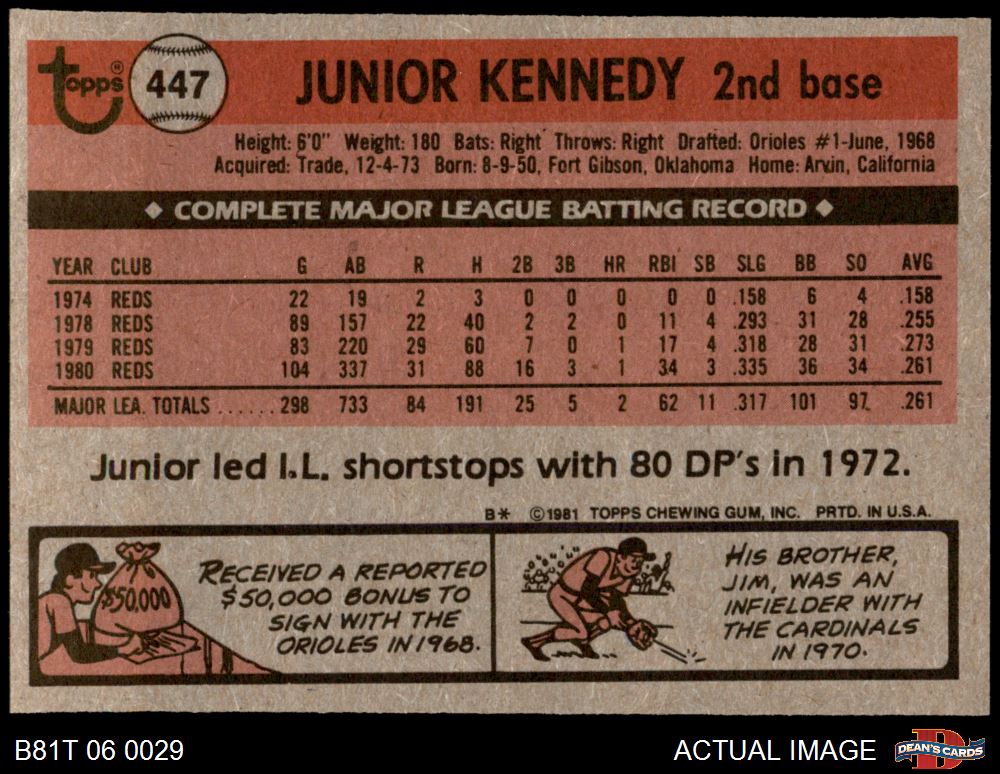 Topps® 447 JUNIOR KENNEDY 2nd base
Height: 6'0" Weight: 180 Bats: Right Throws: Right Drafted: Orioles #1-June, 1968
Acquired: Trade, 12-4-73 Born: 8-9-50, Fort Gibson, Oklahoma Home: Arvin, California
◆ COMPLETE MAJOR LEAGUE BATTING RECORD ◆
YEAR CLUB G AB R H 2B 3B HR RBI SB SLG BB SO AVG
1974 REDS 22 19 2 3 0 0 0 0 0 .158 6 4 .158
1978 REDS 89 157 22 40 2 2 0 11 4 .293 31 28 .255
1979 REDS 83 220 29 60 7 0 1 17 4 .318 28 31 .273
1980 REDS 104 337 31 88 16 3 1 34 3 .335 36 34 .261
MAJOR LEA. TOTALS ......298 733 84 191 25 5 2 62 11 .317 101 97 .261
Junior led I.L. shortstops with 80 DP's in 1972.
B* ©1981 TOPPS CHEWING GUM, INC. PRTD. IN U.S.A.
$50,000
RECEIVED A REPORTED
$50,000 BONUS TO
SIGN WITH THE
ORIOLES IN 1968.
HIS BROTHER,
JIM, WAS AN
INFIELDER WITH
THE CARDINALS
IN 1970.
B81T 06 0029
ACTUAL IMAGE
D
DEAN'S CARDS